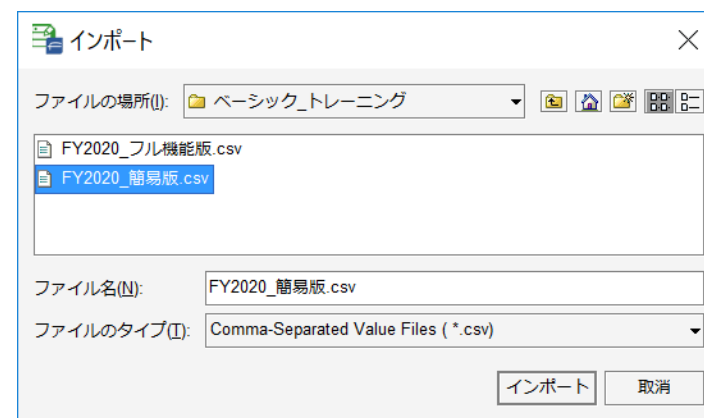 インポート
ファイルの場所(I): ベーシック_トレーニング
FY2020_フル機能版.csv
FY2020_簡易版.csv
ファイル名(N): FY2020_簡易版.csv
ファイルのタイプ(T): Comma-Separated Value Files ( *.csv)
インポート 取消